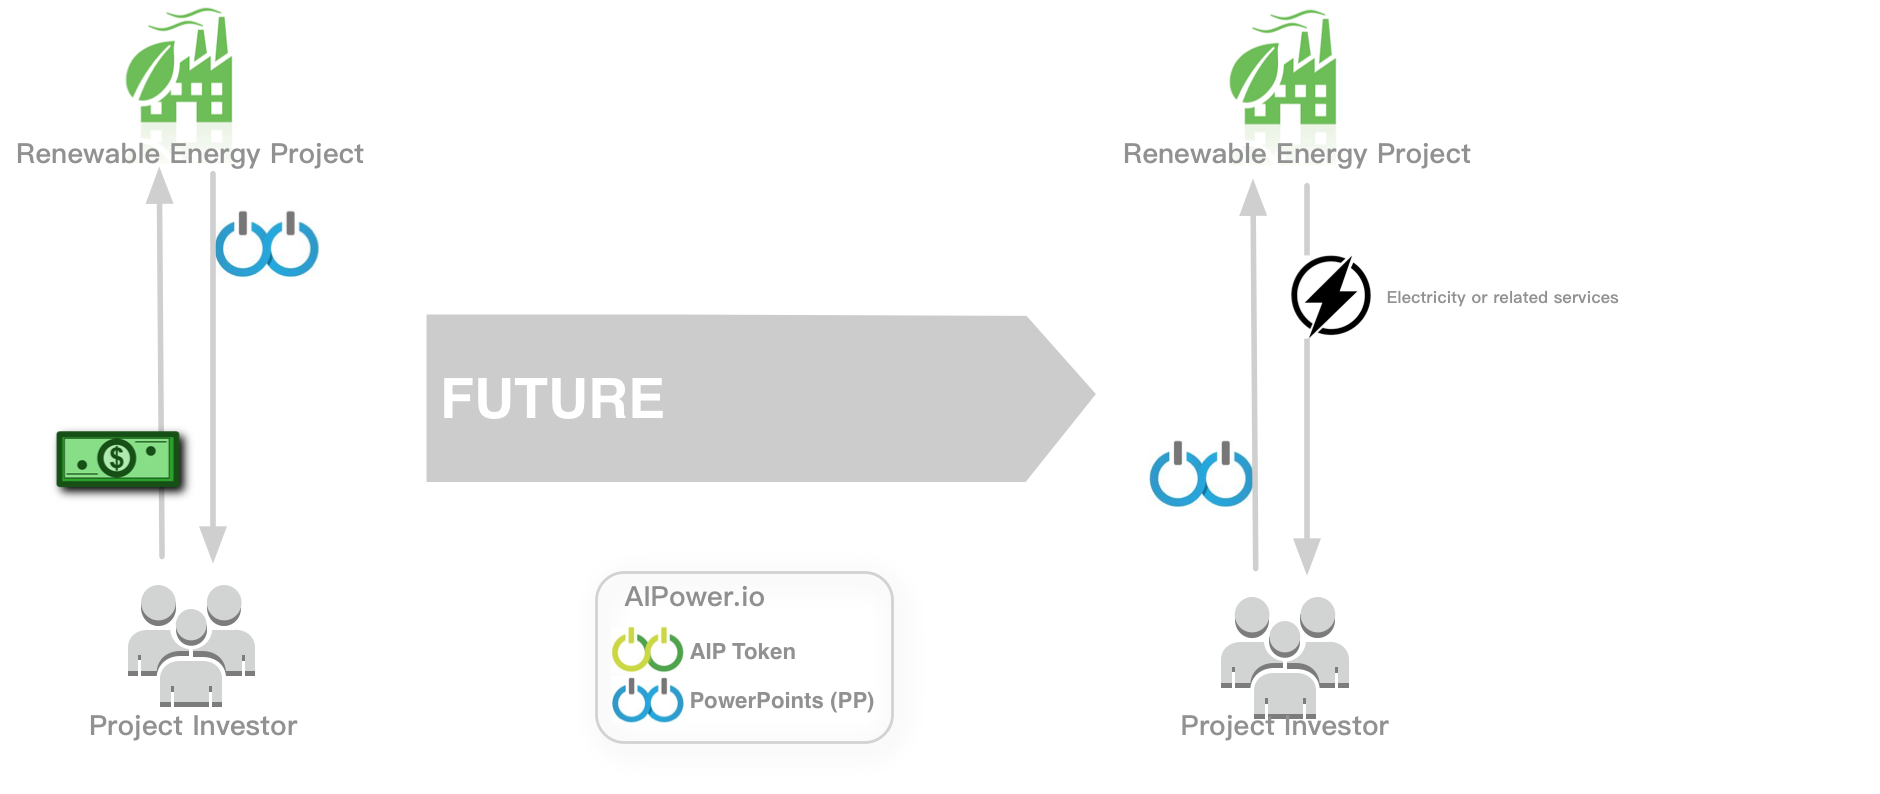 Renewable Energy Project
Renewable Energy Project
Electricity or related services
FUTURE
$
AIPower.io
AIP Token
PowerPoints (PP)
Project Investor
Project Investor